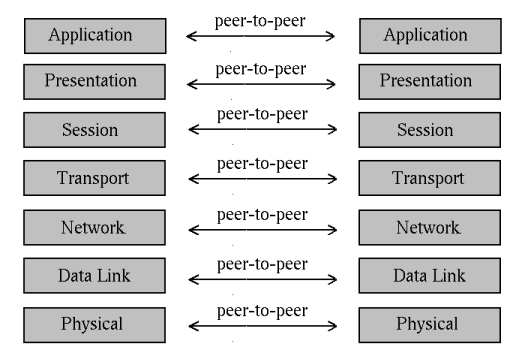 Application peer-to-peer Application
Presentation peer-to-peer Presentation
Session peer-to-peer Session
Transport peer-to-peer Transport
Network peer-to-peer Network
Data Link peer-to-peer Data Link
Physical peer-to-peer Physical